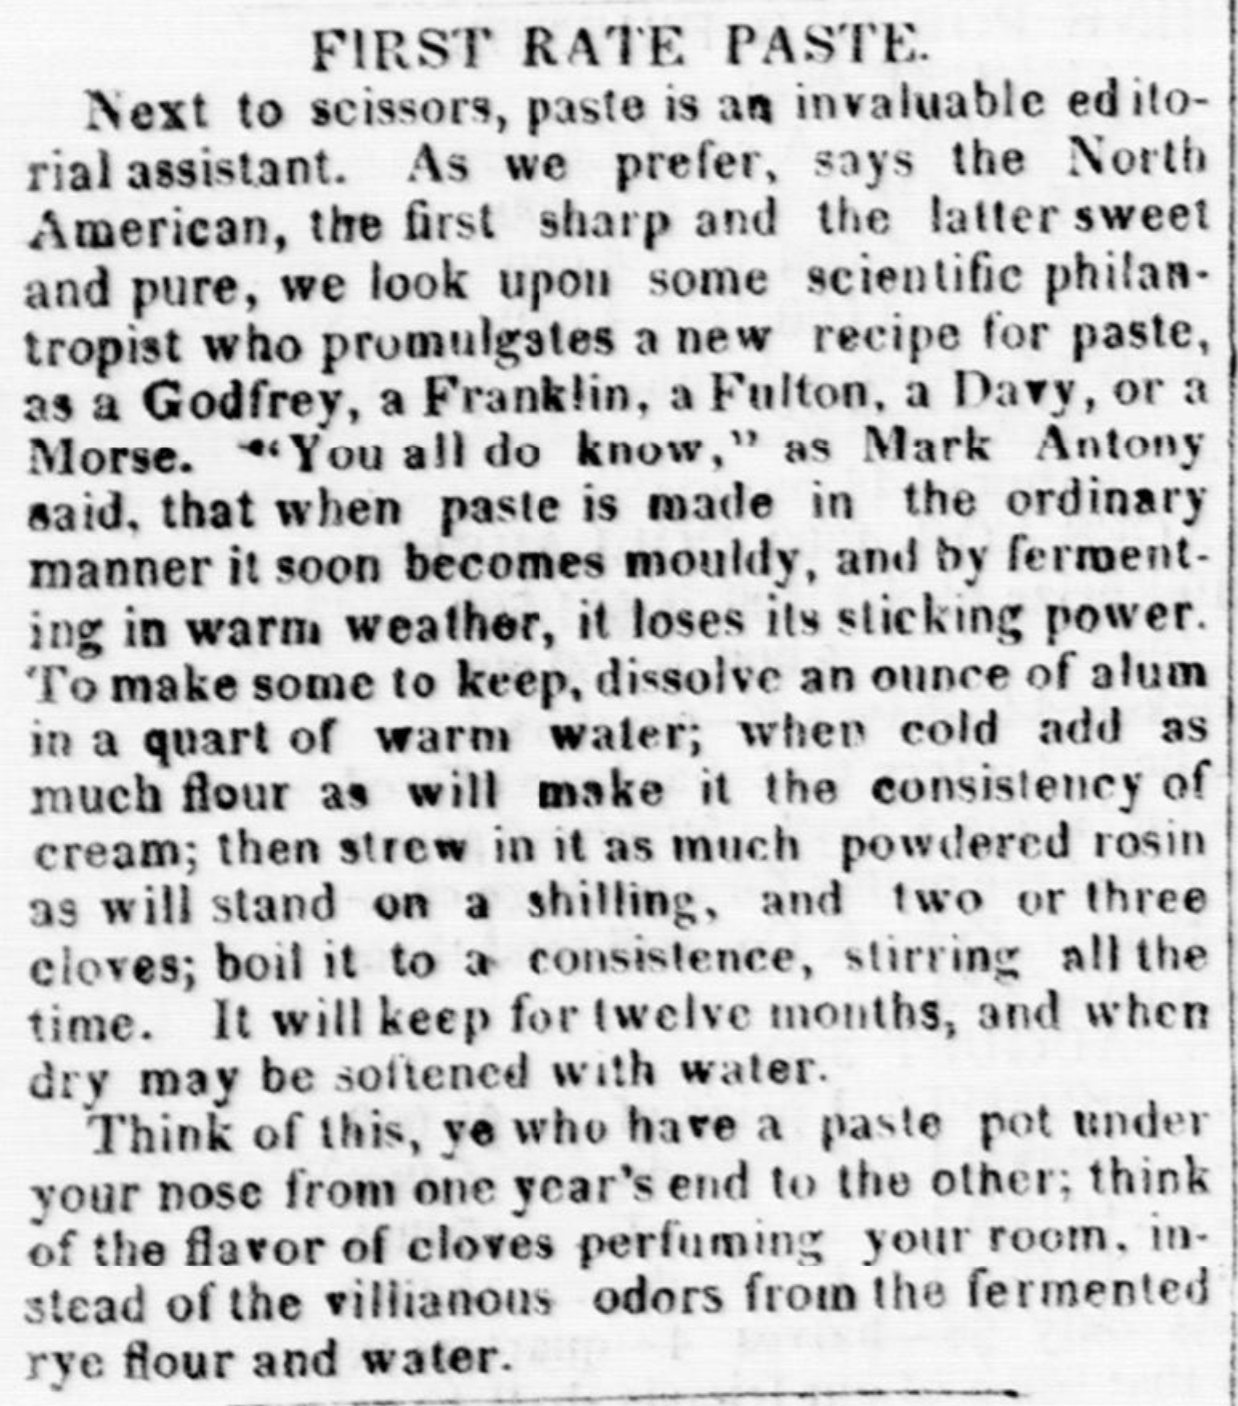 FIRST RATE PASTE.
Next to scissors, paste is an invaluable edito-
rial assistant. As we prefer, says the North
American, the first sharp and the latter sweet
and pure, we look upon some scientific philan-
tropist who promulgates a new recipe for paste,
as a Godfrey, a Franklin, a Fulton, a Davy, or a
Morse. "You all do know," as Mark Antony
said, that when paste is made in the ordinary
manner it soon becomes mouldy, and by ferment-
ing in warm weather, it loses its sticking power.
To make some to keep, dissolve an ounce of alum
in a quart of warm water; when cold add as
much flour as will make it the consistency of
cream; then strew in it as much powdered rosin
as will stand on a shilling, and two or three
cloves; boil it to a consistence, stirring all the
time. It will keep for twelve months, and when
dry may be softened with water.
Think of this, ye who have a paste pot under
your nose from one year's end to the other; think
of the flavor of cloves perfuming your room, in-
stead of the villianous odors from the fermented
rye flour and water.